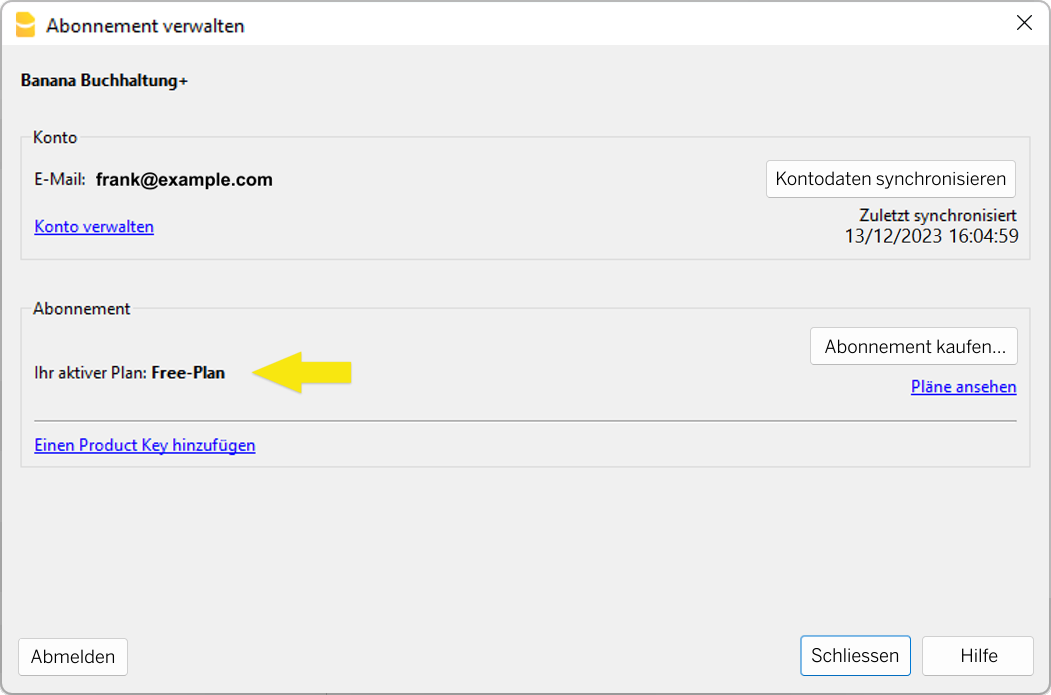 Abonnement verwalten
Banana Buchhaltung+
Konto
E-Mail: frank@example.com
Kontodaten synchronisieren
Konto verwalten
Zuletzt synchronisiert
13/12/2023 16:04:59
Abonnement
Abonnement kaufen...
Ihr aktiver Plan: Free-Plan
Pläne ansehen
Einen Product Key hinzufügen
Abmelden
Schliessen
Hilfe